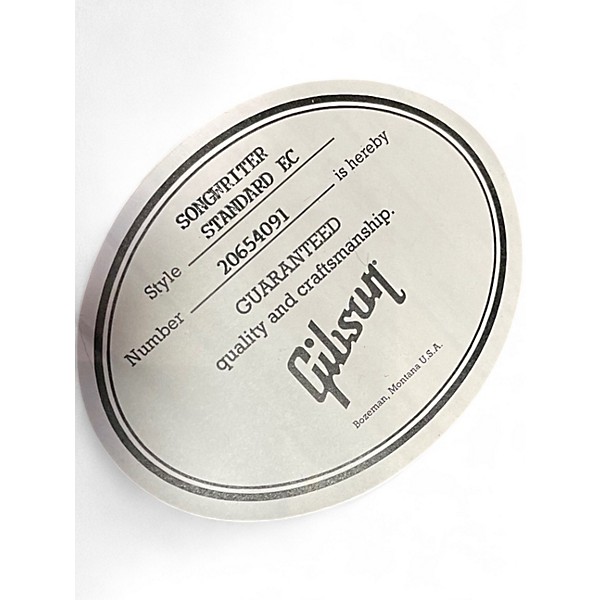 SONGWRITER
Style STANDARD EC
Number 20654091 is hereby
GUARANTEED
quality and craftsmanship.
Gibson
Bozeman, Montana U.S.A.